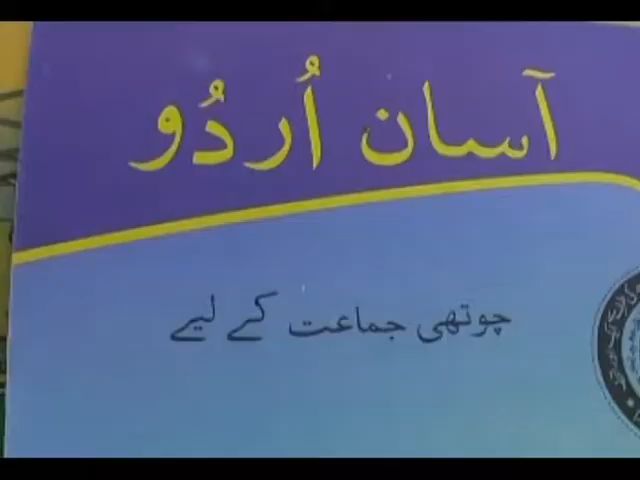 آسان اُردُو
چوتھی جماعت کے لیے